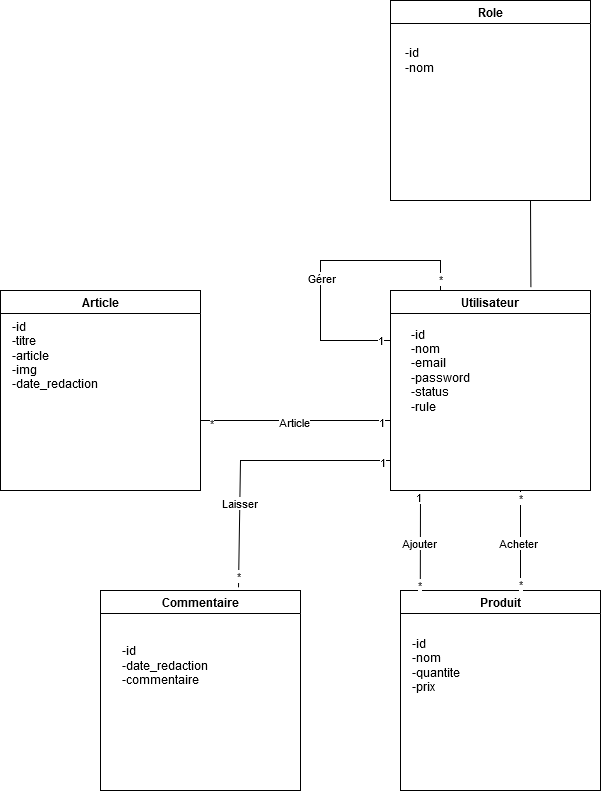 Role
-id
-nom
Gérer
*
1
Article
-id
-titre
-article
-img
-date_redaction
Utilisateur
-id
-nom
-email
-password
-status
-rule
*
Article
1
1
Laisser
*
1
*
Ajouter
Acheter
*
*
Commentaire
-id
-date_redaction
-commentaire
Produit
-id
-nom
-quantite
-prix